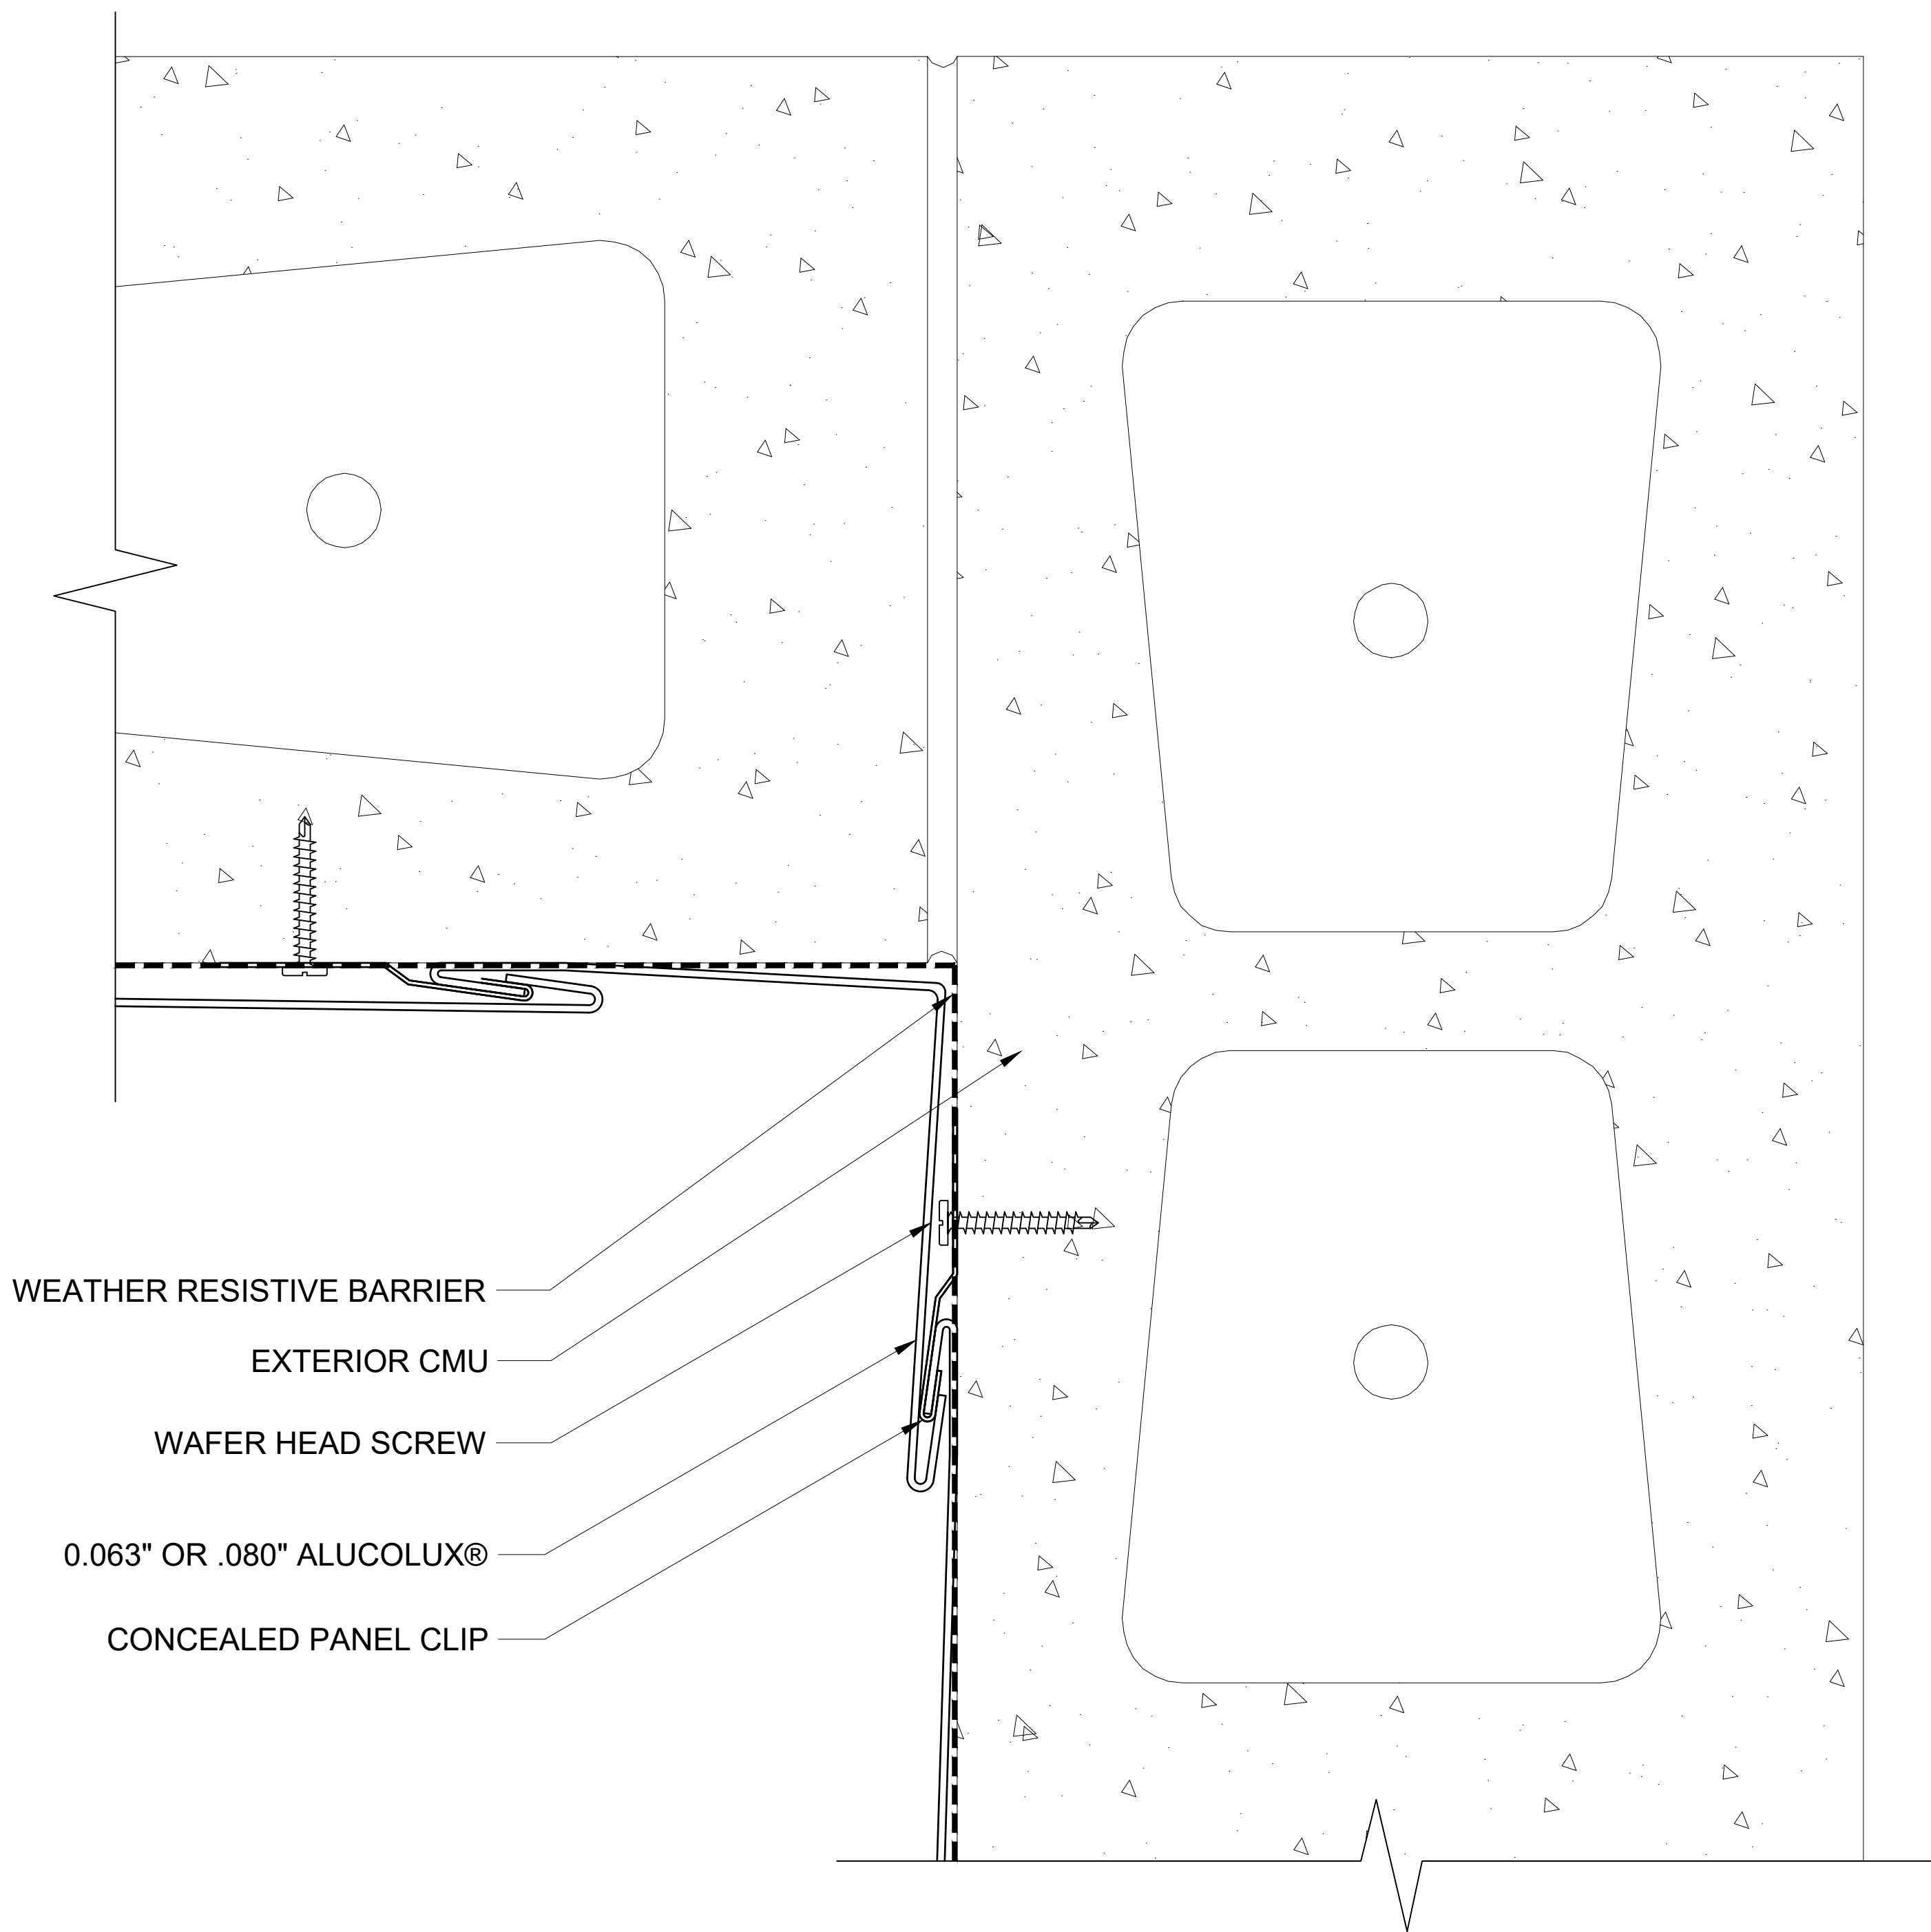 WEATHER RESISTIVE BARRIER
EXTERIOR CMU
WAFER HEAD SCREW
0.063" OR .080" ALUCOLUX®
CONCEALED PANEL CLIP